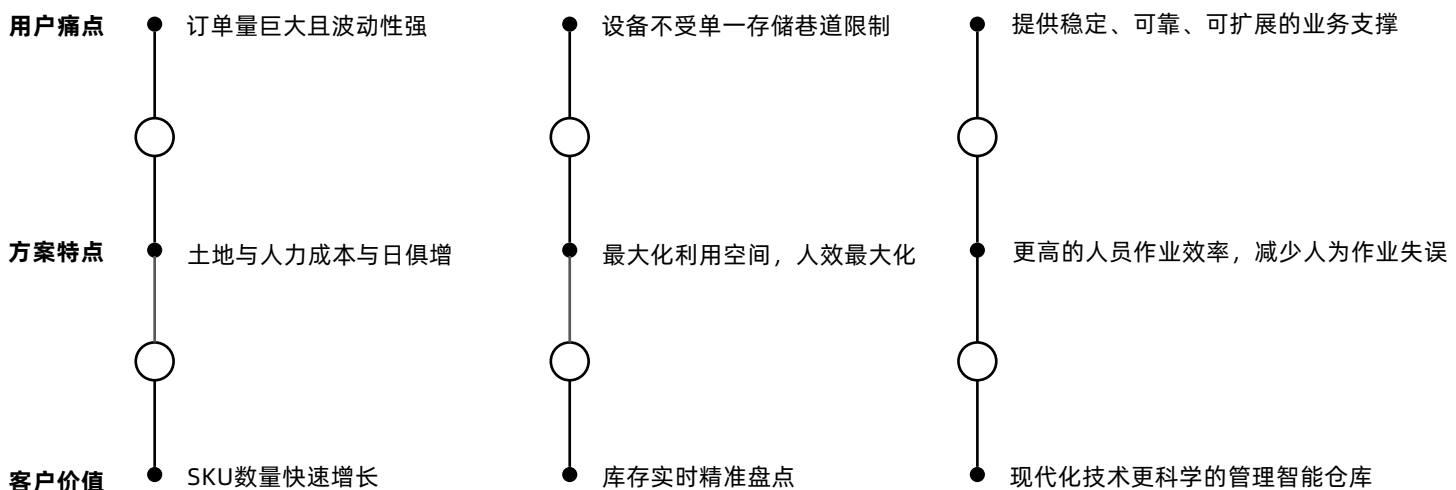 用户痛点
订单量巨大且波动性强
设备不受单一存储巷道限制
提供稳定、可靠、可扩展的业务支撑
方案特点
土地与人力成本与日俱增
最大化利用空间，人效最大化
更高的人员作业效率，减少人为作业失误
客户价值
SKU数量快速增长
库存实时精准盘点
现代化技术更科学的管理智能仓库